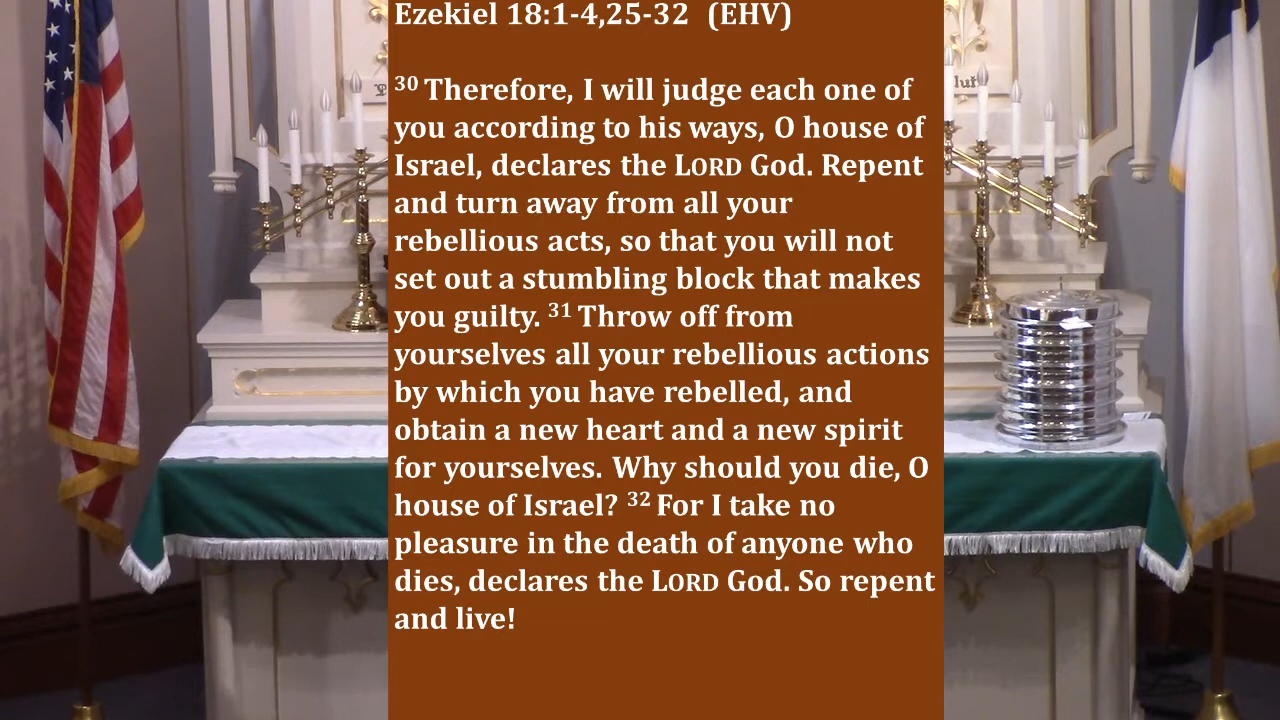 Ezekiel 18:1-4,25-32 (EHV)
30 Therefore, I will judge each one of
you according to his ways, O house of
Israel, declares the LORD God. Repent
and turn away from all your
rebellious acts, so that you will not
set out a stumbling block that makes
you guilty. 31 Throw off from
yourselves all your rebellious actions
by which you have rebelled, and
obtain a new heart and a new spirit
for yourselves. Why should you die, O
house of Israel? 32 For I take no
pleasure in the death of anyone who
dies, declares the LORD God. So repent
and live!